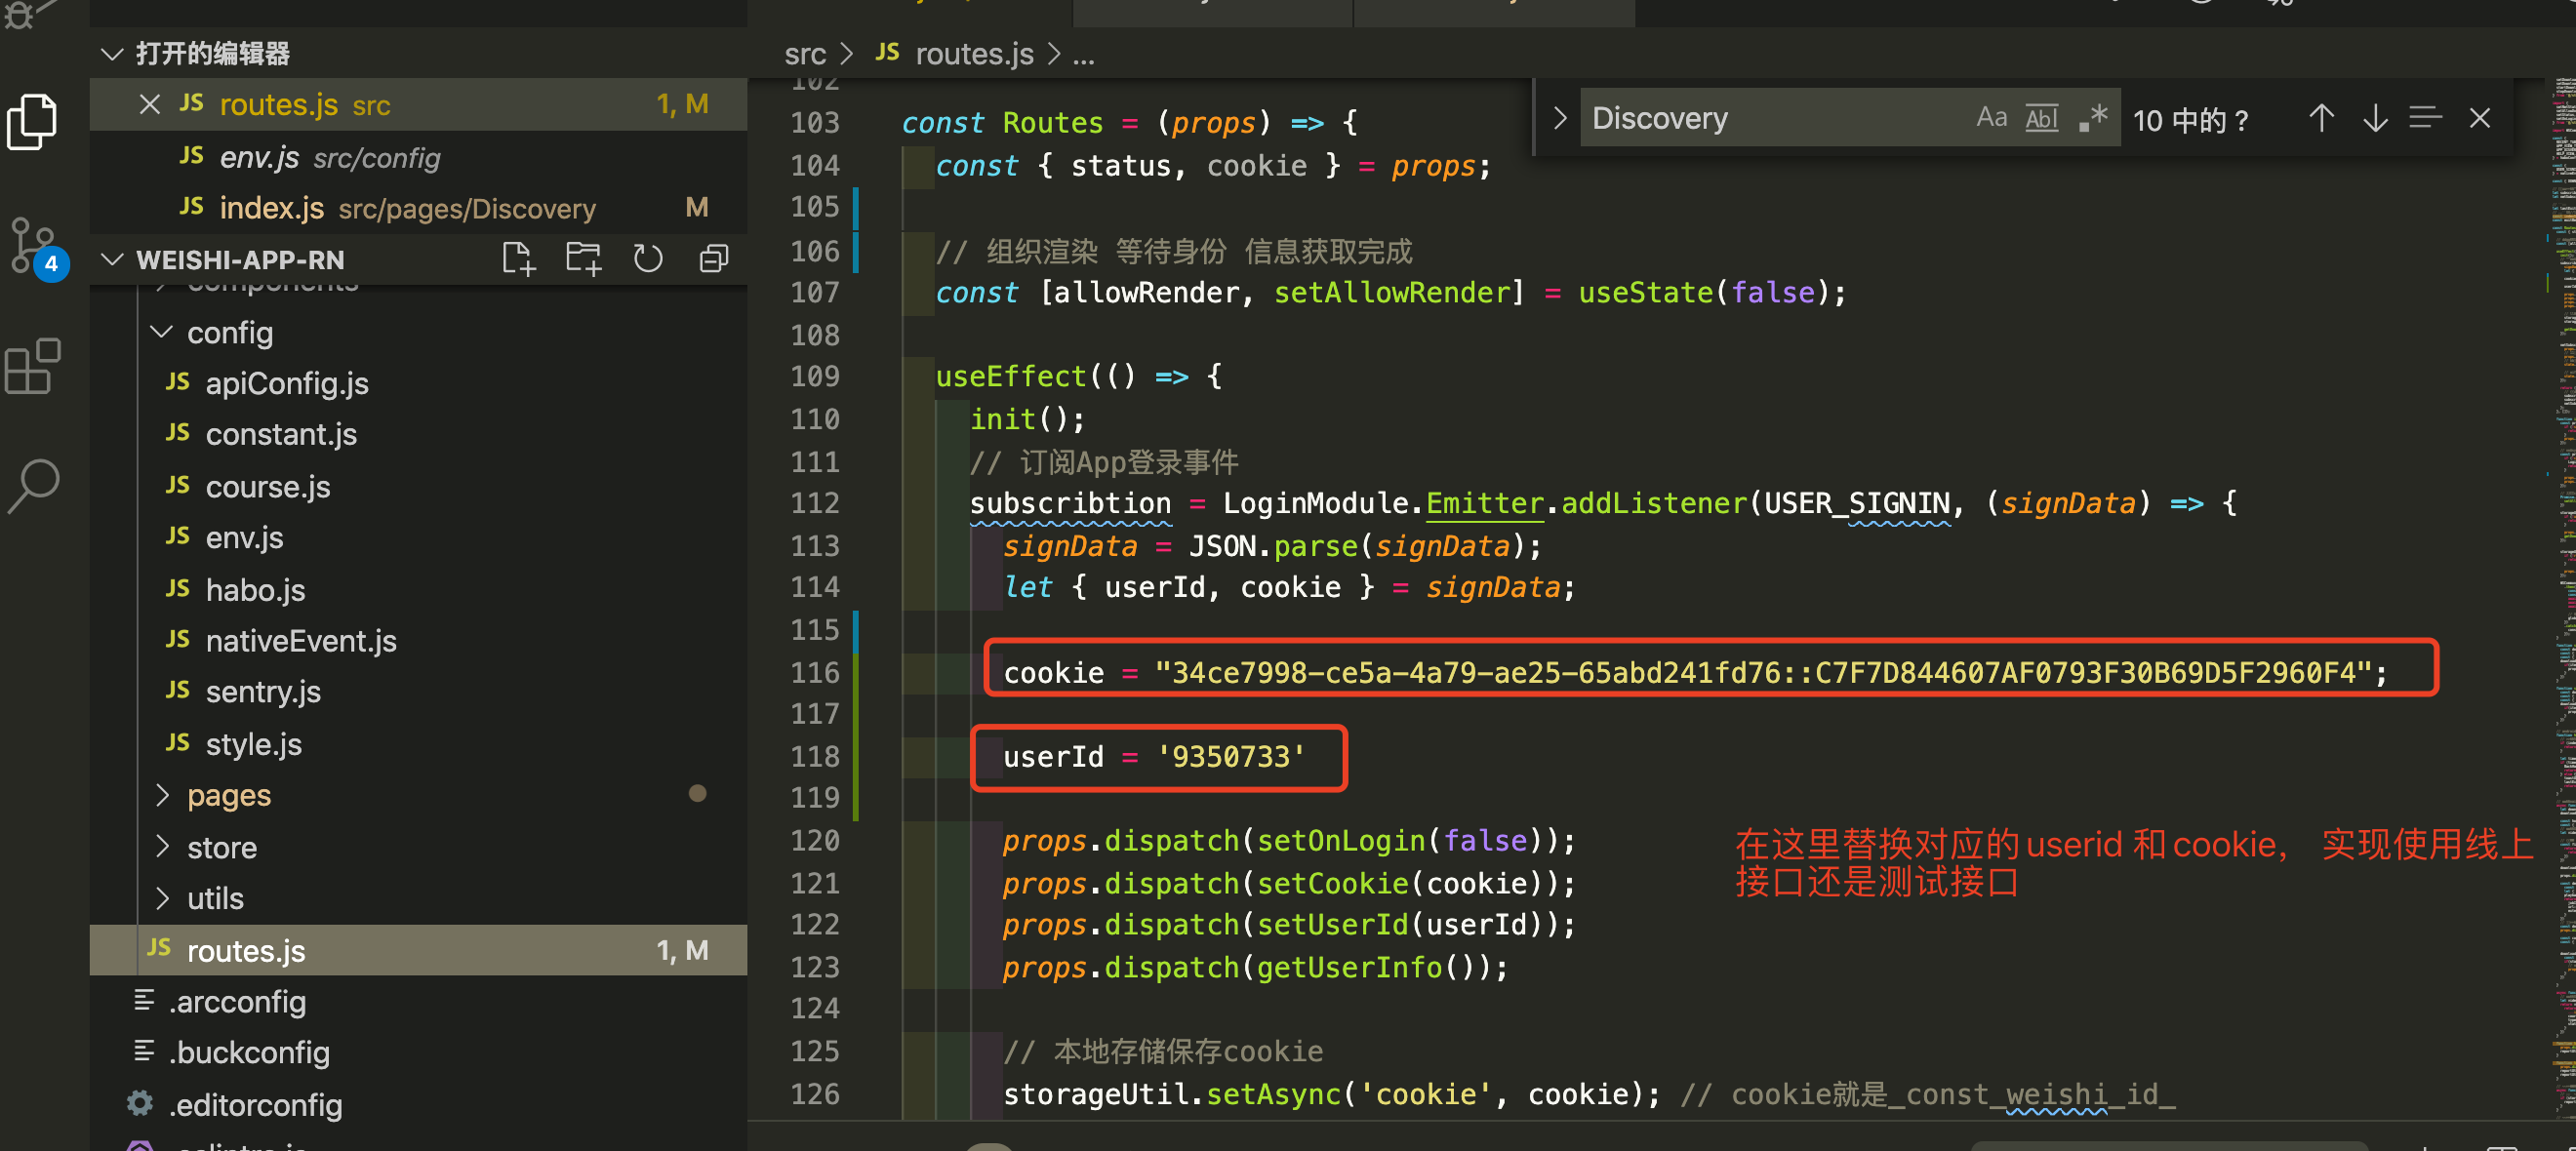 打开的编辑器
JS routes.js src 1, M
JS env.js src/config
JS index.js src/pages/Discovery M
4
WEISHI-APP-RN
components
config
JS apiConfig.js
JS constant.js
JS course.js
JS env.js
JS habo.js
JS nativeEvent.js
JS sentry.js
JS style.js
pages
store
utils
JS routes.js 1, M
.arcconfig
.buckconfig
.editorconfig
src > JS routes.js > ...
Discovery Aa Abl .* 10 中的 ?
102
103 const Routes = (props) => {
104 const { status, cookie } = props;
105
106 // 组织渲染 等待身份 信息获取完成
107 const [allowRender, setAllowRender] = useState(false);
108
109 useEffect(() => {
110 init();
111 // 订阅App登录事件
112 subscribtion = LoginModule.Emitter.addListener(USER_SIGNIN, (signData) => {
113 signData = JSON.parse(signData);
114 let { userId, cookie } = signData;
115
116 cookie = "34ce7998-ce5a-4a79-ae25-65abd241fd76::C7F7D844607AF0793F30B69D5F2960F4";
117
118 userId = '9350733'
119
120 props.dispatch(setOnLogin(false));
121 props.dispatch(setCookie(cookie));
122 props.dispatch(setUserId(userId));
123 props.dispatch(getUserInfo());
124
125 // 本地存储保存cookie
126 storageUtil.setAsync('cookie', cookie); // cookie就是_const_weishi_id_
在这里替换对应的userid 和cookie， 实现使用线上
接口还是测试接口